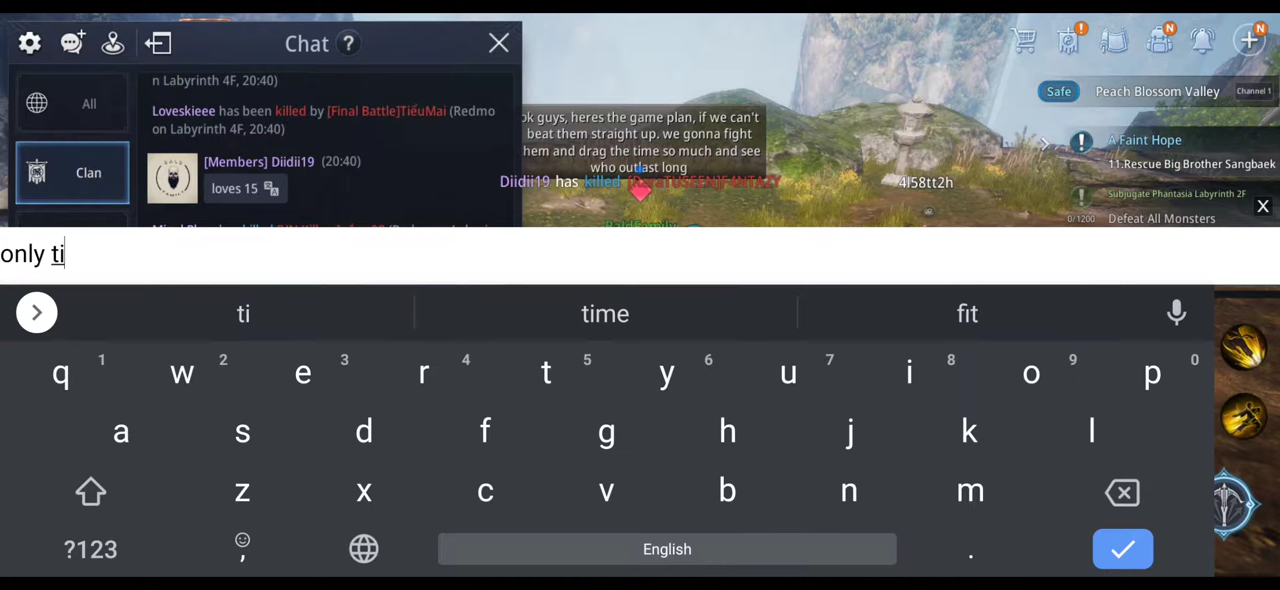 Chat ?
n Labyrinth 4F, 20:40)
All
Loveskieee has been killed by [Final Battle]TiểuMai (Redmo
on Labyrinth 4F, 20:40)
Clan
[Members] Diidii19 (20:40)
loves 15
ok guys, heres the game plan, if we can't
beat them straight up. we gonna fight
hem and drag the time so much and see
who outlast long
Diidii19 has killed
4l58tt2h
BaldFamily
N
N
Safe
Peach Blossom Valley
Channel 1
A Faint Hope
11.Rescue Big Brother Sangbaek
Subjugate Phantasia Labyrinth 2F
0/1200
Defeat All Monsters
X
only ti
ti
time
fit
q 1 w 2 e 3 r 4 t 5 y 6 u 7 i 8 o 9 p 0
a s d f g h j k l
z x c v b n m
?123 , English .